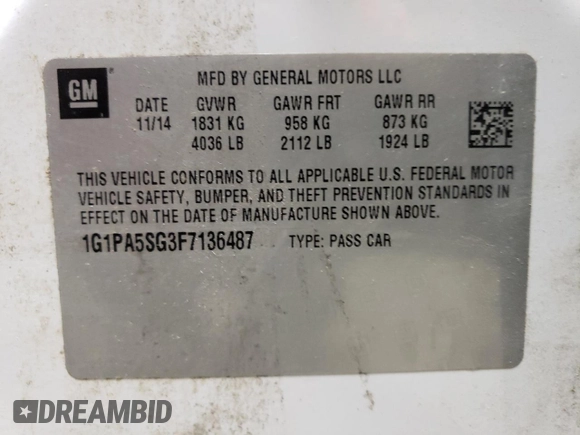 GM
MFD BY GENERAL MOTORS LLC
DATE GVWR GAWR FRT GAWR RR
11/14 1831 KG 958 KG 873 KG
4036 LB 2112 LB 1924 LB
THIS VEHICLE CONFORMS TO ALL APPLICABLE U.S. FEDERAL MOTOR
VEHICLE SAFETY, BUMPER, AND THEFT PREVENTION STANDARDS IN
EFFECT ON THE DATE OF MANUFACTURE SHOWN ABOVE.
1G1PA5SG3F7136487 TYPE: PASS CAR
DREAMBID